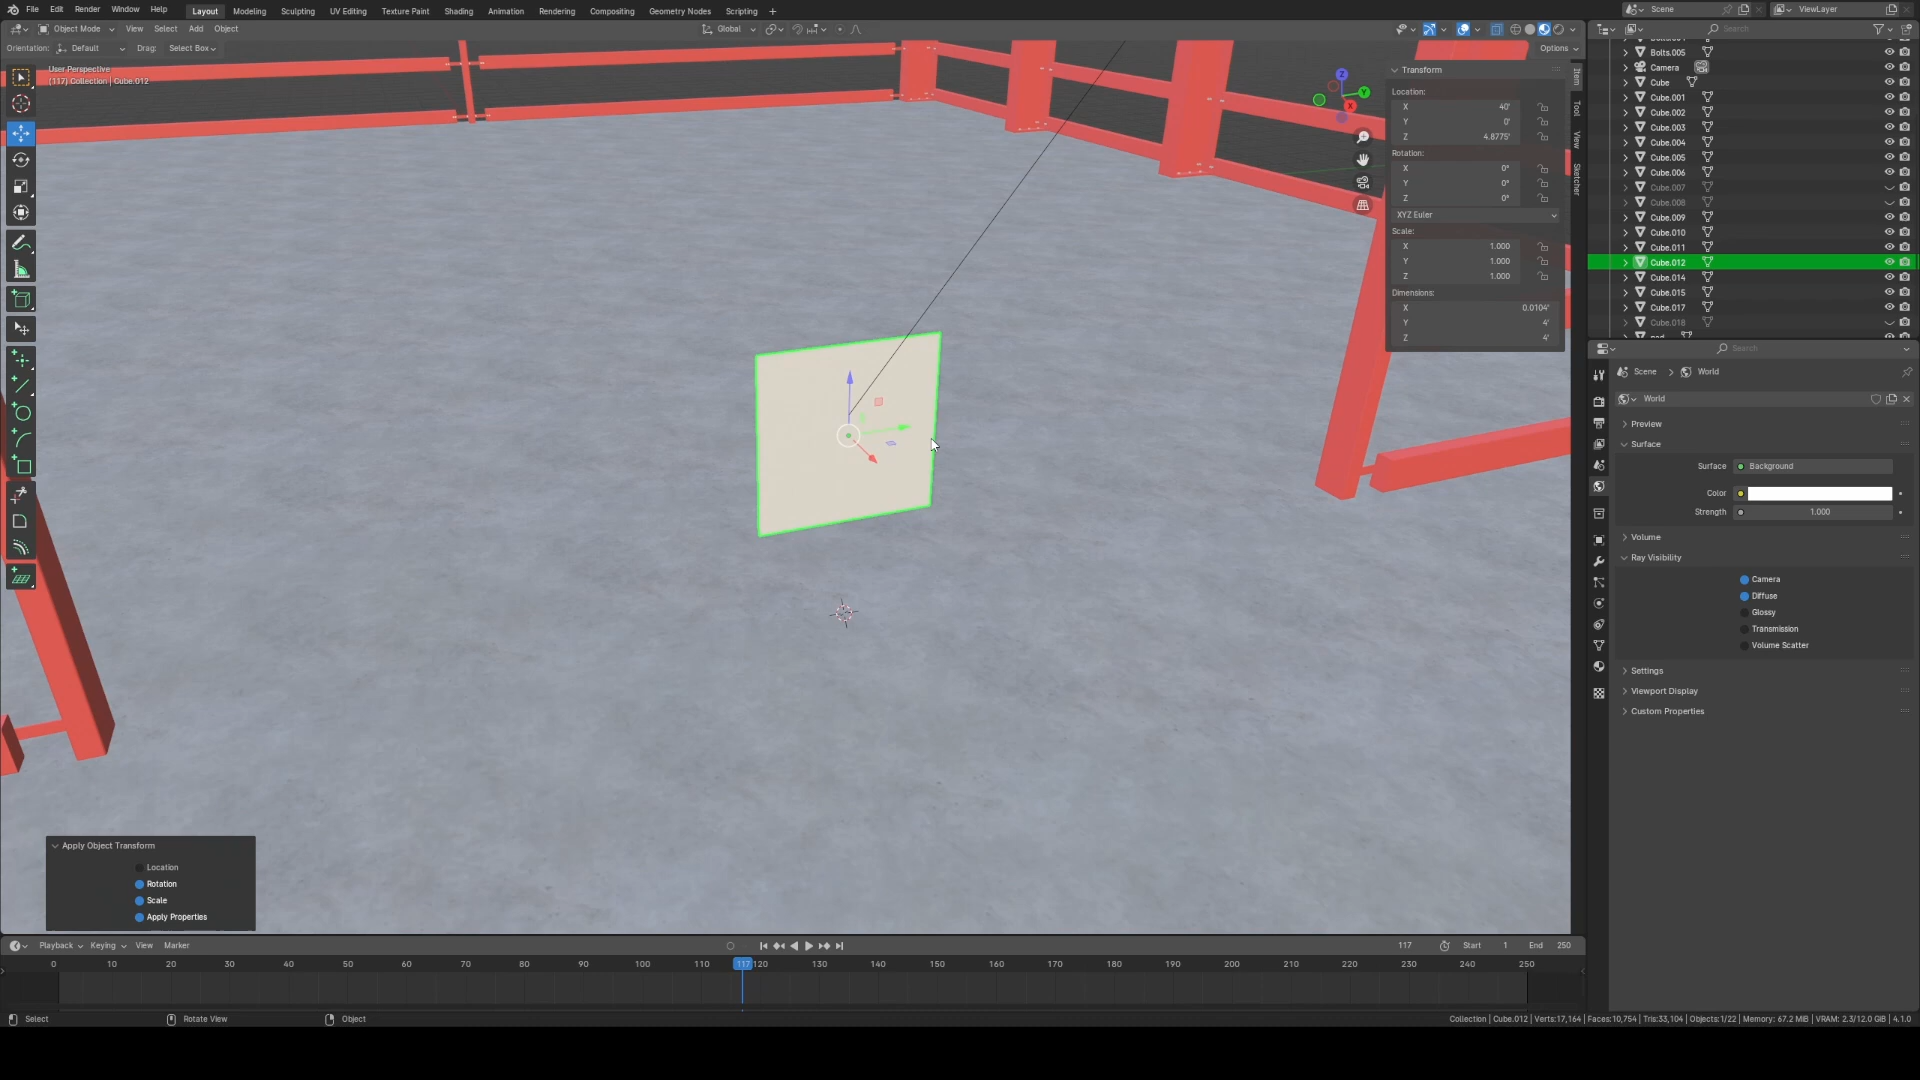 File Edit Render Window Help Layout Modeling Sculpting UV Editing Texture Paint Shading Animation Rendering Compositing Geometry Nodes Scripting + Scene ViewLayer
Object Mode View Select Add Object Global Search
Orientation: Default Drag: Select Box Options
User Perspective
(117) Collection | Cube.012
Transform
Location:
X 40'
Y 0'
Z 4.8775'
Rotation:
X 0°
Y 0°
Z 0°
XYZ Euler
Scale:
X 1.000
Y 1.000
Z 1.000
Dimensions:
X 0.0104'
Y 4'
Z 4'
Item
Tool
View
Sketcher
Z
Y
X
Bolts.005
Camera
Cube
Cube.001
Cube.002
Cube.003
Cube.004
Cube.005
Cube.006
Cube.007
Cube.008
Cube.009
Cube.010
Cube.011
Cube.012
Cube.014
Cube.015
Cube.017
Cube.018
Search
Scene > World
World
Preview
Surface
Surface Background
Color
Strength 1.000
Volume
Ray Visibility
Camera
Diffuse
Glossy
Transmission
Volume Scatter
Settings
Viewport Display
Custom Properties
Apply Object Transform
Location
Rotation
Scale
Apply Properties
Playback Keying View Marker 117 Start 1 End 250
0 10 20 30 40 50 60 70 80 90 100 110 117 120 130 140 150 160 170 180 190 200 210 220 230 240 250
Select Rotate View Object Collection | Cube.012 | Verts:17,164 | Faces:10,754 | Tris:33,104 | Objects:1/22 | Memory: 67.2 MiB | VRAM: 2.3/12.0 GiB | 4.1.0